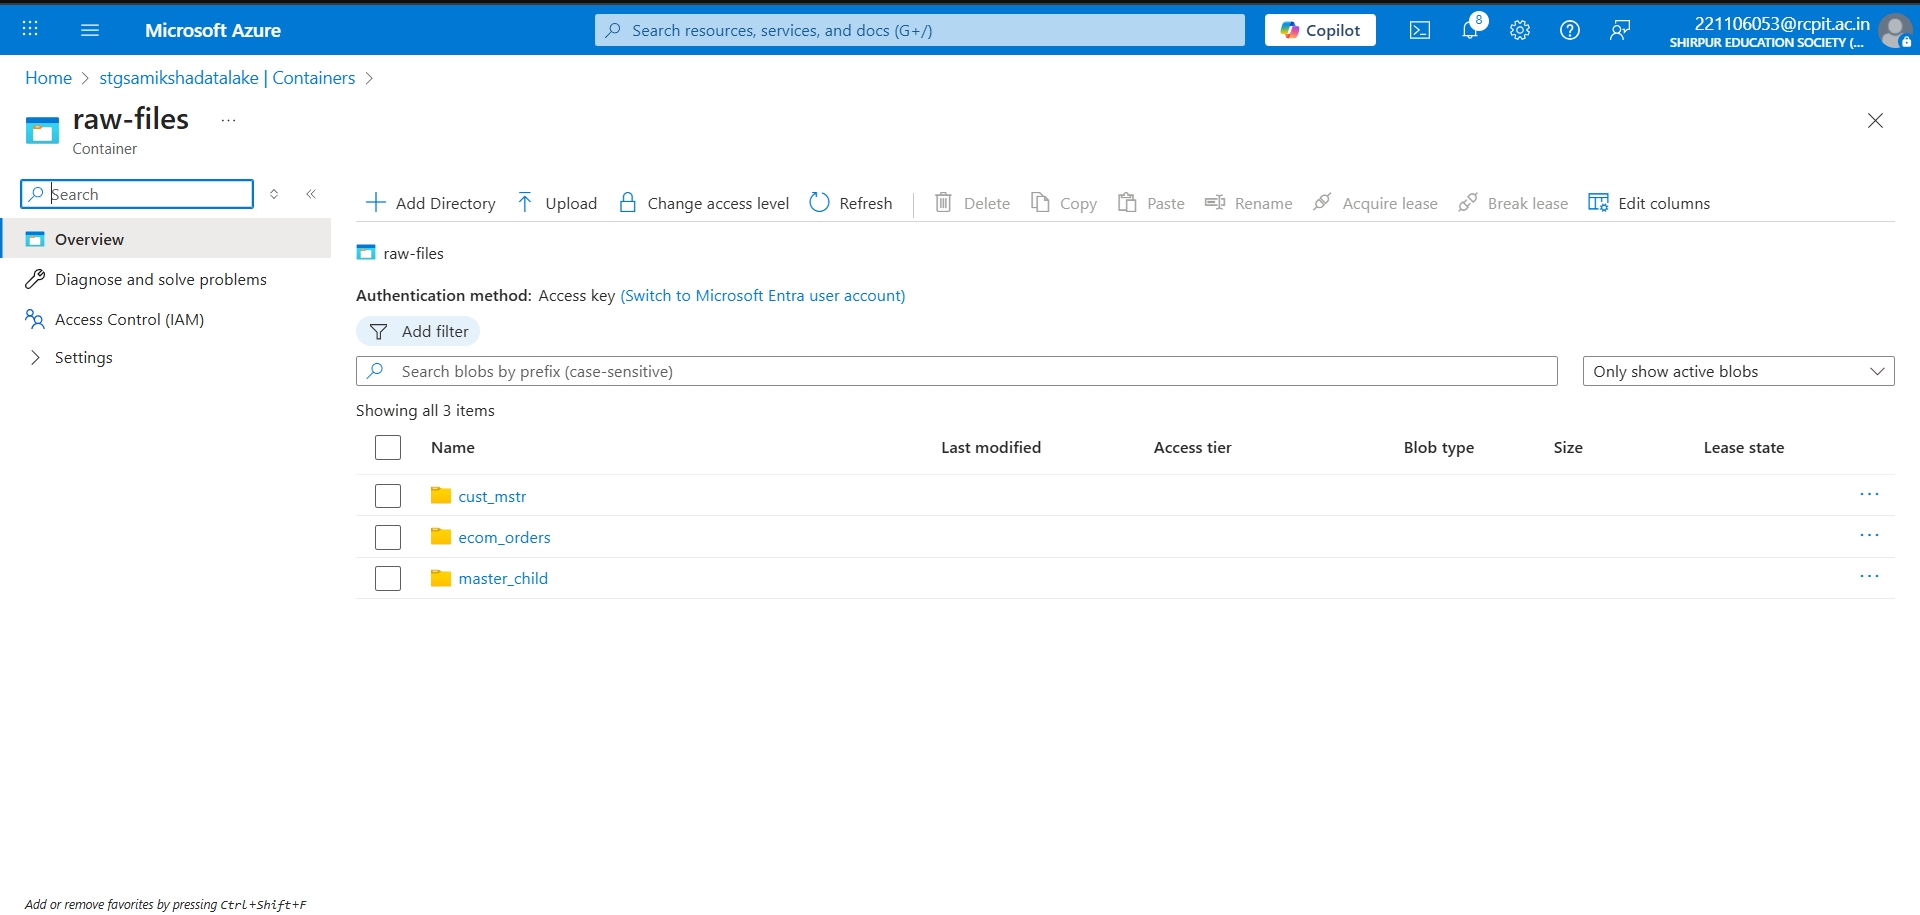 Microsoft Azure
Search resources, services, and docs (G+/)
Copilot
8
221106053@rcpit.ac.in
SHIRPUR EDUCATION SOCIETY (...
Home > stgsamikshadatalake | Containers >
raw-files ...
Container
Search
Overview
Diagnose and solve problems
Access Control (IAM)
Settings
Add Directory Upload Change access level Refresh Delete Copy Paste Rename Acquire lease Break lease Edit columns
raw-files
Authentication method: Access key (Switch to Microsoft Entra user account)
Add filter
Search blobs by prefix (case-sensitive) Only show active blobs
Showing all 3 items
Name Last modified Access tier Blob type Size Lease state
cust_mstr ...
ecom_orders ...
master_child ...
Add or remove favorites by pressing Ctrl+Shift+F